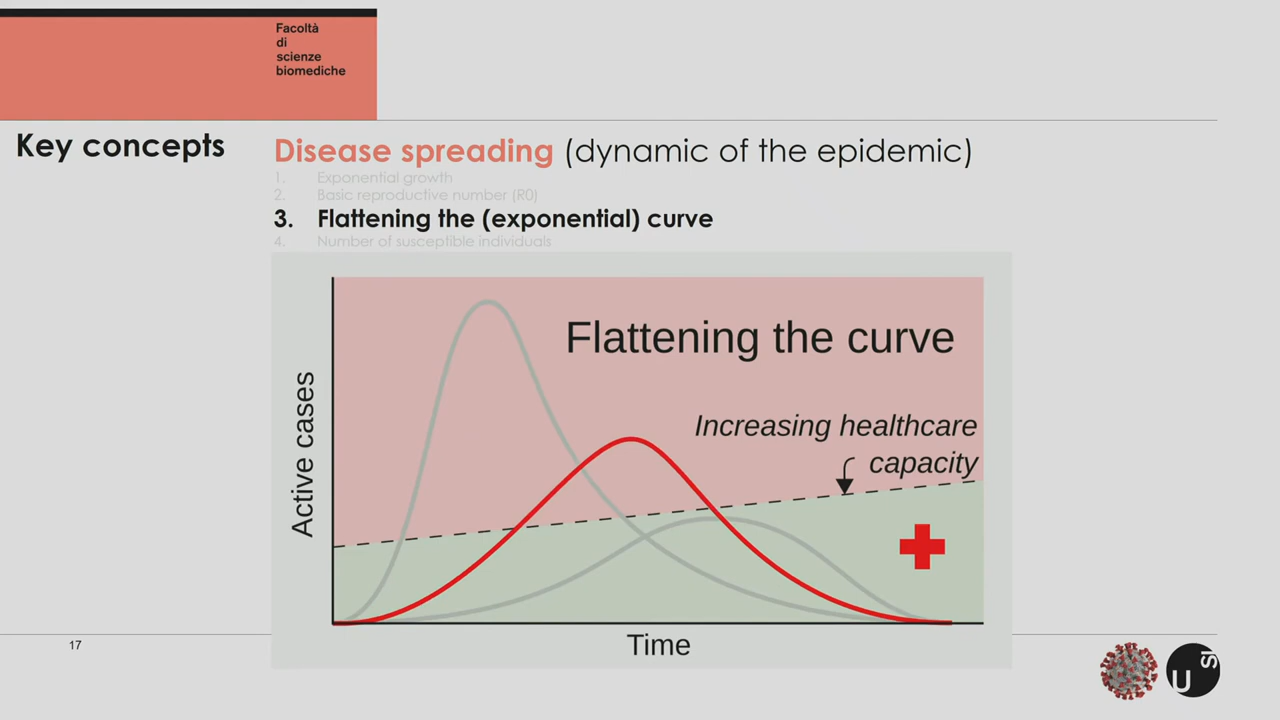 Facoltà
di
scienze
biomediche
Key concepts
Disease spreading (dynamic of the epidemic)
1. Exponential growth
2. Basic reproductive number (R0)
3. Flattening the (exponential) curve
4. Number of susceptible individuals
Flattening the curve
Increasing healthcare
capacity
Active cases
Time
17
U
SI